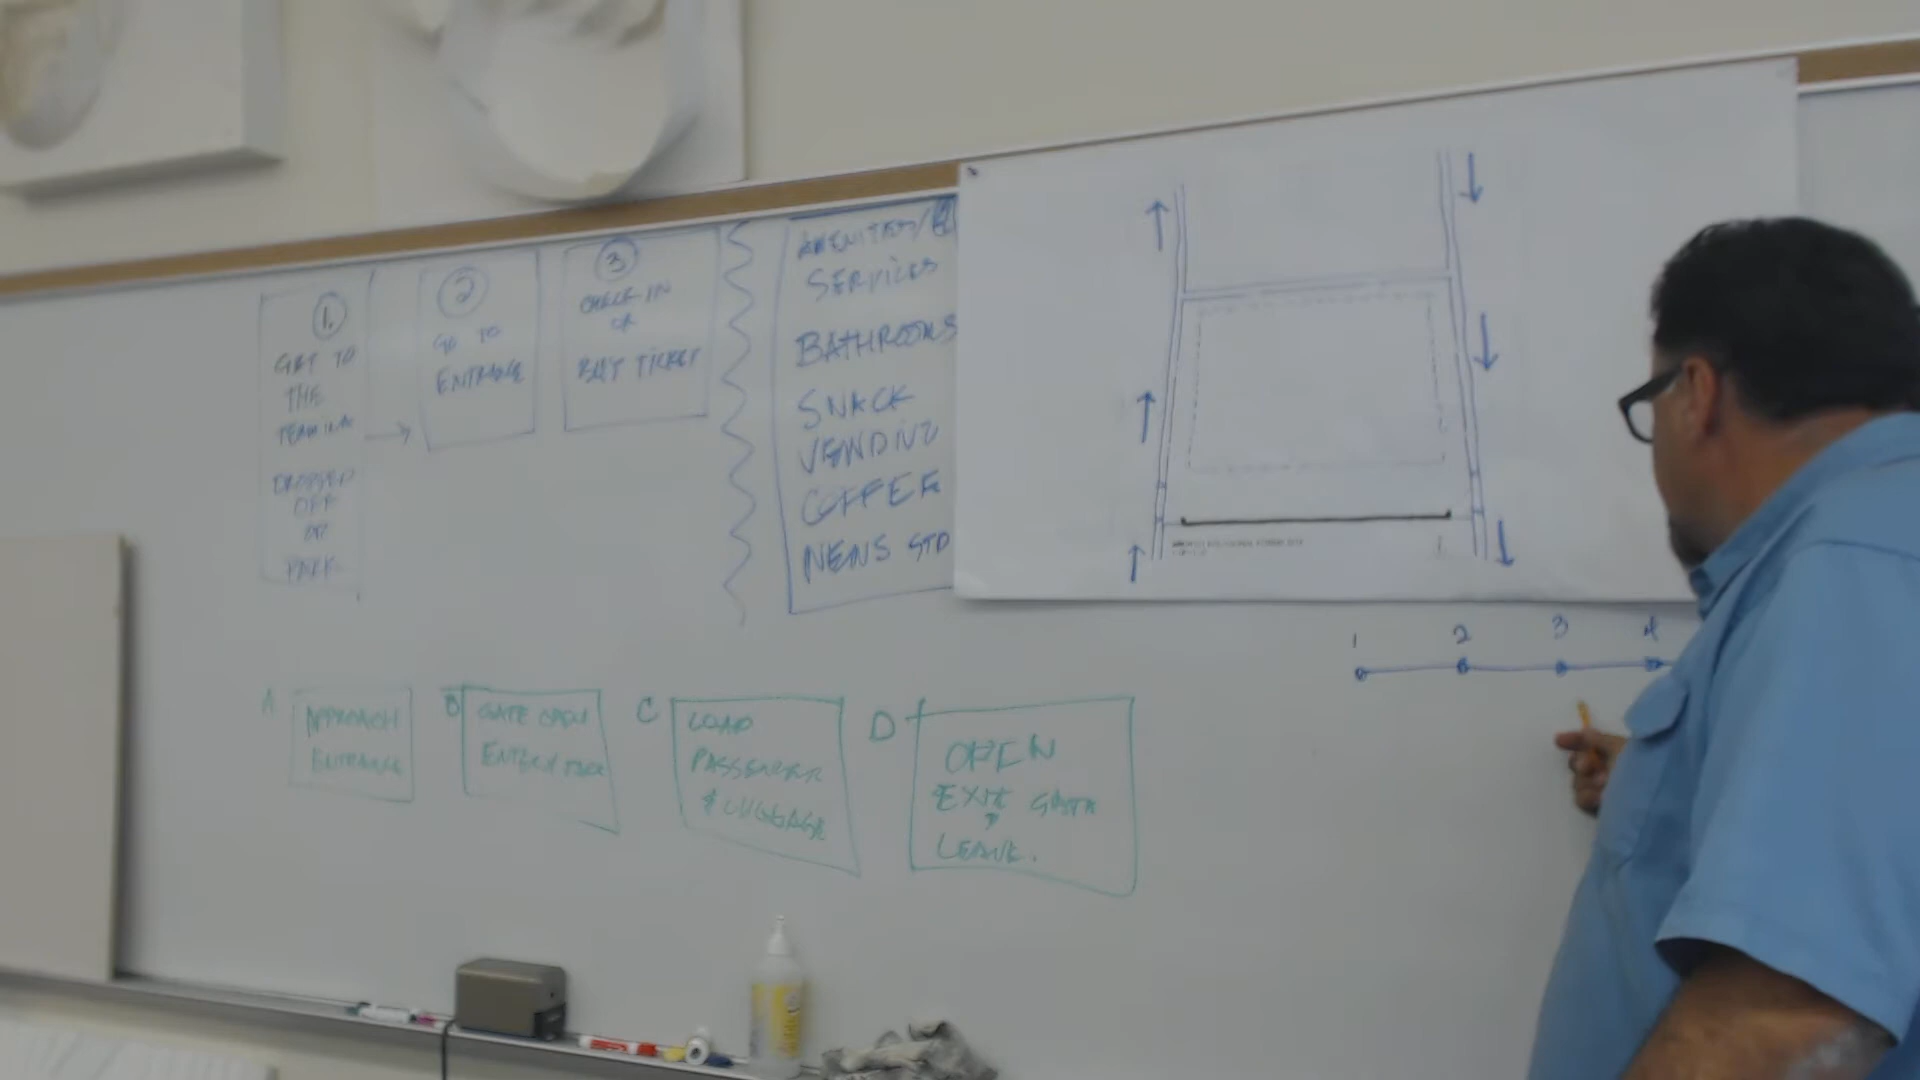 1.
GET TO
THE
TERMINAL
DROPPED
OFF
OR
PARK
2
GO TO
ENTRANCE
3
CHECK-IN
OR
BUY TICKET
AMENITIES/
SERVICES
BATHROOMS
SNACK
VENDING
COFFEE
NEWS STD
1 2 3 4
A
APPROACH
ENTRANCE
B
GATE OPEN
C
LOAD
PASSENGER
& LUGGAGE
D
OPEN
EXIT GATE
LEAVE.